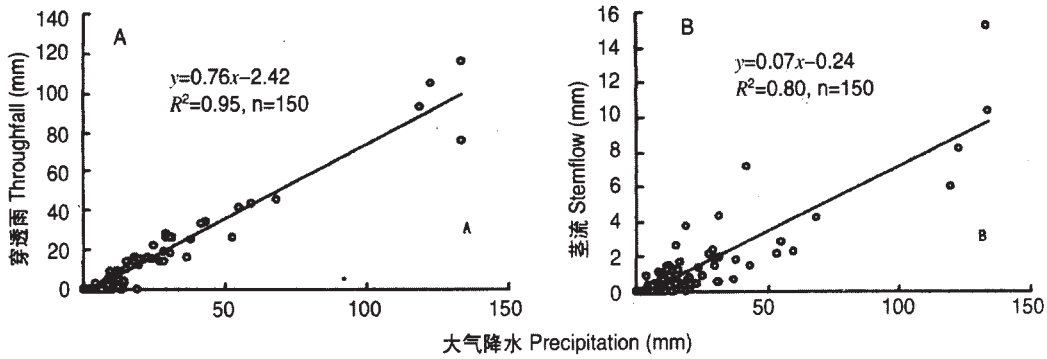 A
y=0.76x−2.42
R²=0.95, n=150
穿透雨 Throughfall (mm)
140
120
100
80
60
40
20
0
50
100
150
A
B
y=0.07x−0.24
R²=0.80, n=150
茎流 Stemflow (mm)
16
14
12
10
8
6
4
2
0
50
100
150
B
大气降水 Precipitation (mm)